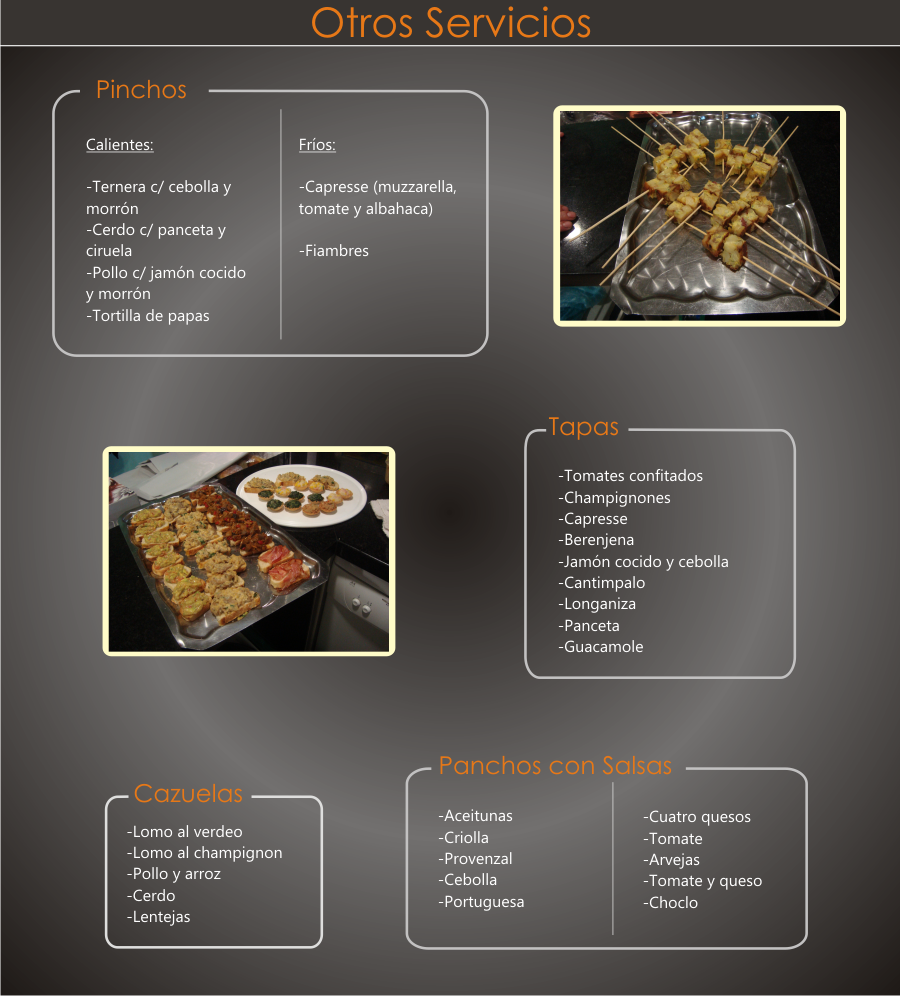 Otros Servicios
Pinchos
Calientes:
-Ternera c/ cebolla y
morrón
-Cerdo c/ panceta y
ciruela
-Pollo c/ jamón cocido
y morrón
-Tortilla de papas
Fríos:
-Capresse (muzzarella,
tomate y albahaca)
-Fiambres
Tapas
-Tomates confitados
-Champignones
-Capresse
-Berenjena
-Jamón cocido y cebolla
-Cantimpalo
-Longaniza
-Panceta
-Guacamole
Cazuelas
-Lomo al verdeo
-Lomo al champignon
-Pollo y arroz
-Cerdo
-Lentejas
Panchos con Salsas
-Aceitunas
-Criolla
-Provenzal
-Cebolla
-Portuguesa
-Cuatro quesos
-Tomate
-Arvejas
-Tomate y queso
-Choclo